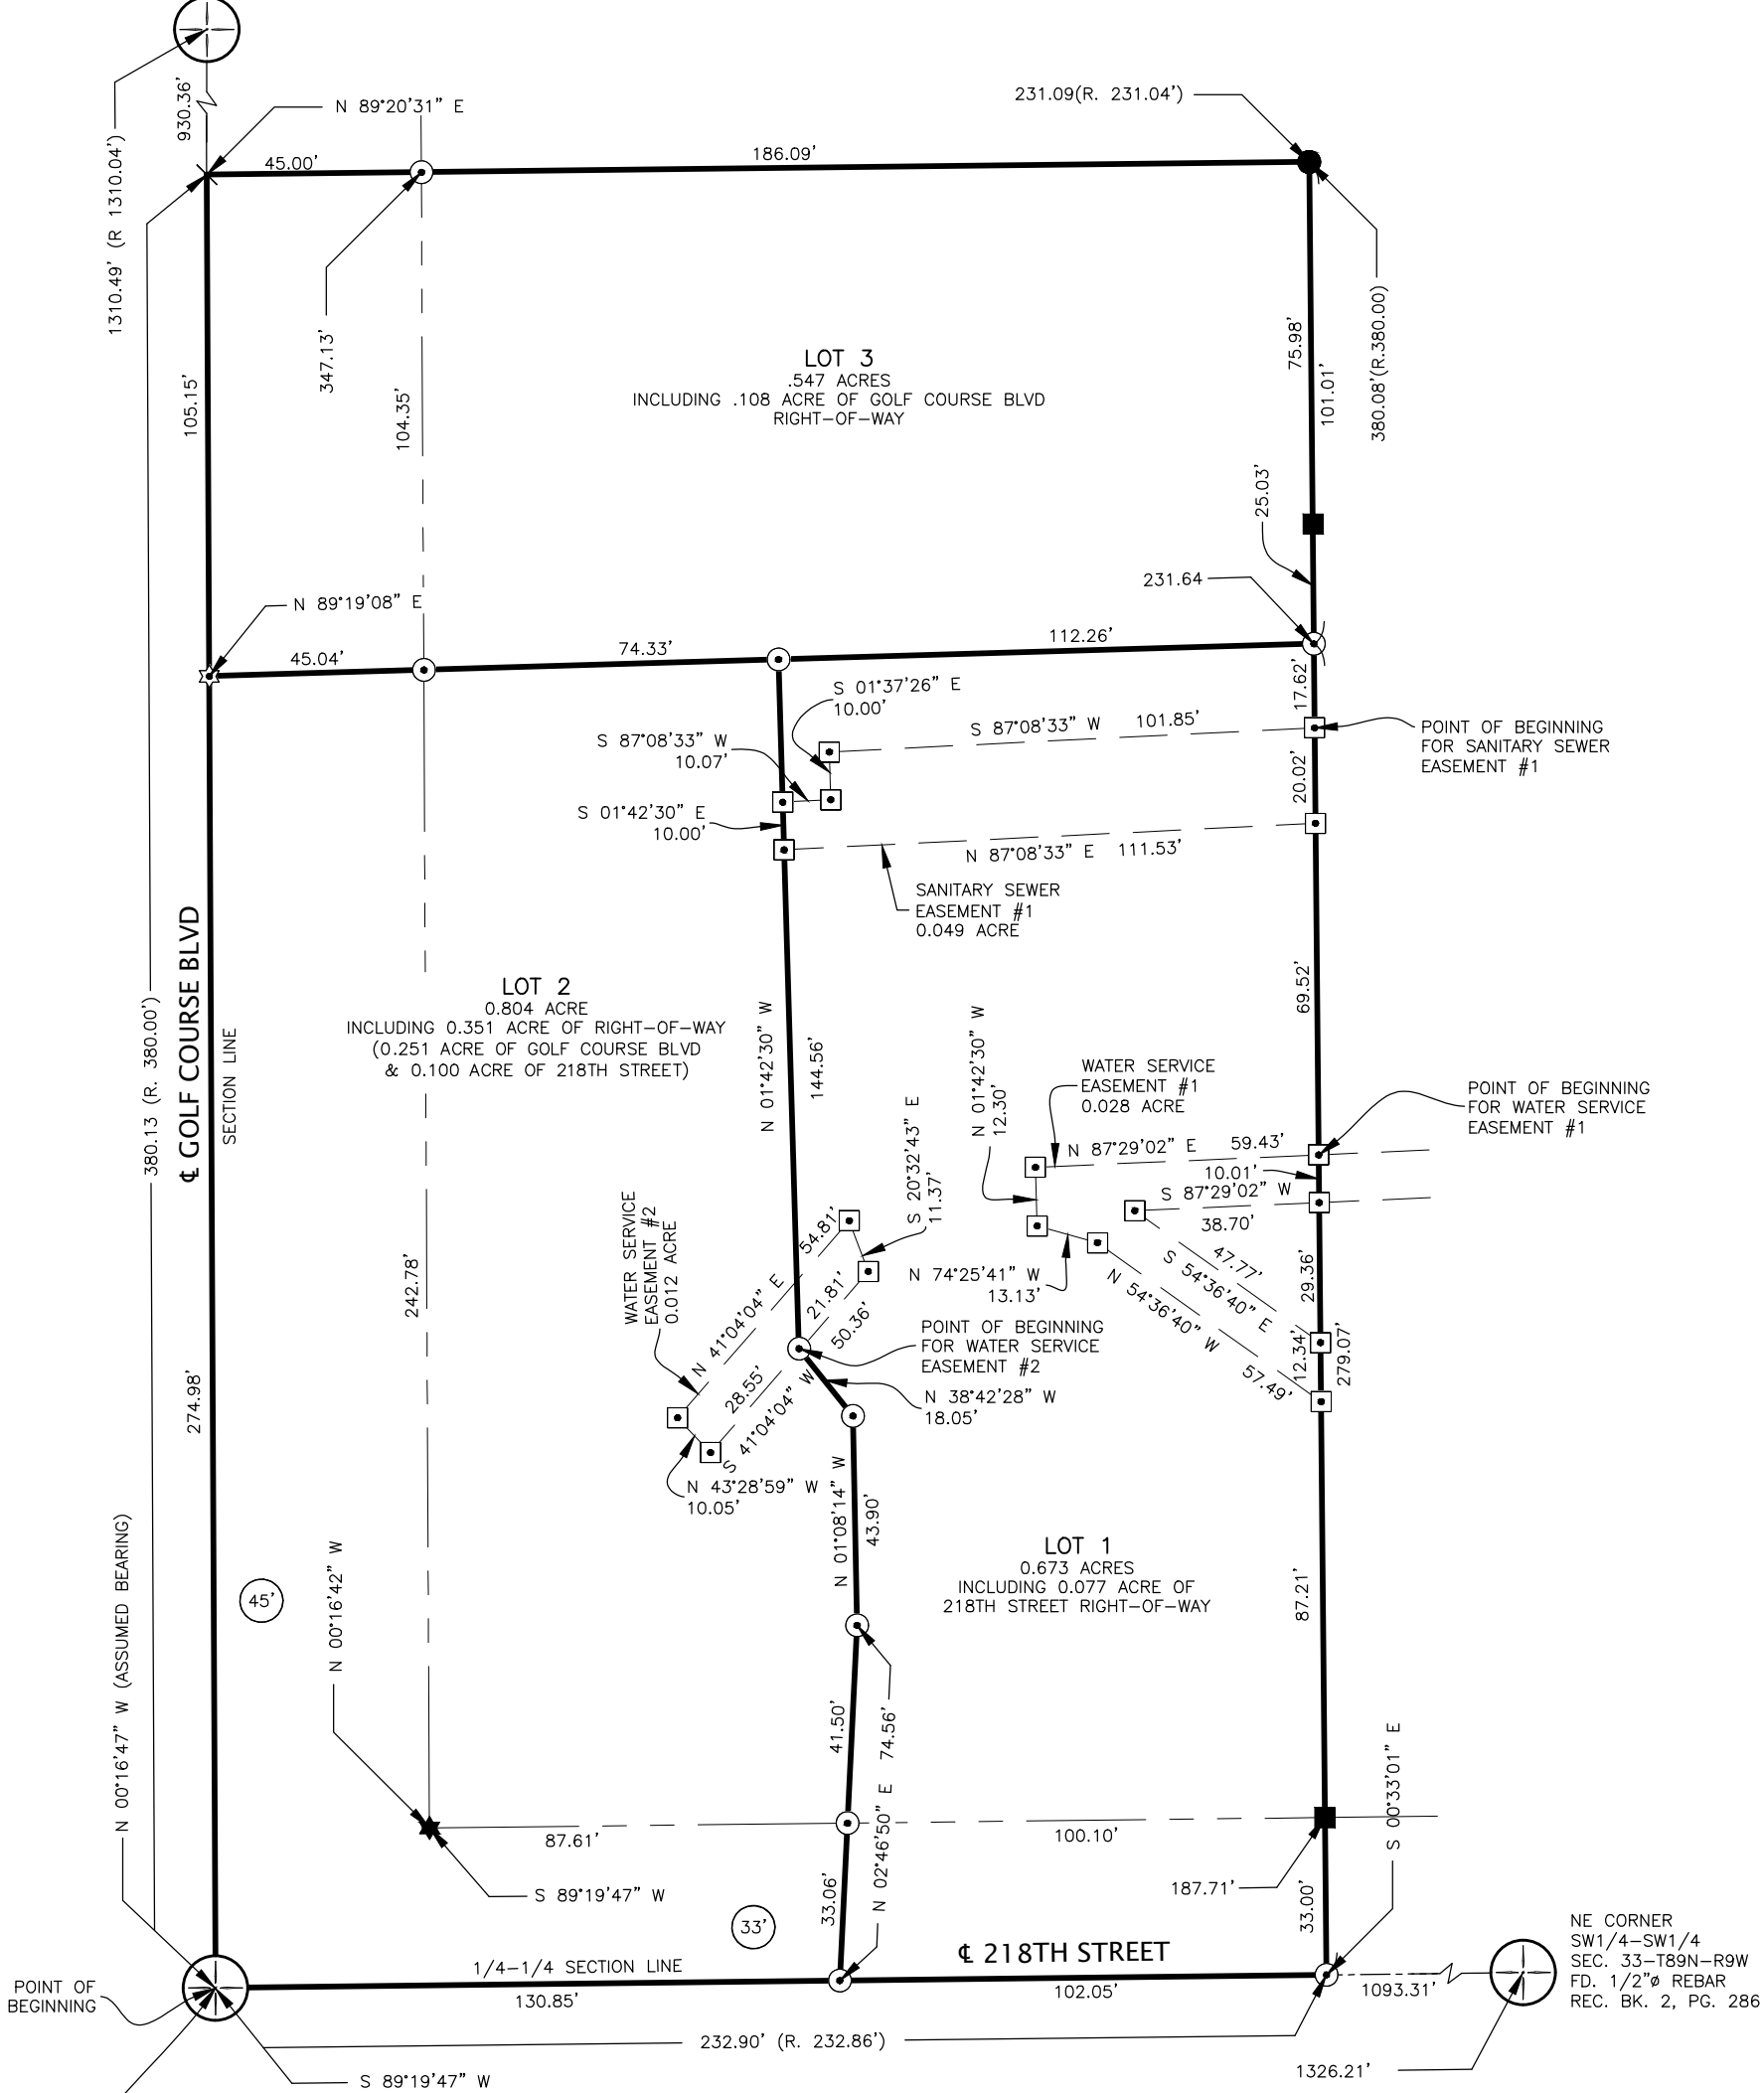 930.36'
1310.49' (R 1310.04')
N 89°20'31" E
231.09(R. 231.04')
45.00'
186.09'
347.13'
105.15'
104.35'
LOT 3
.547 ACRES
INCLUDING .108 ACRE OF GOLF COURSE BLVD
RIGHT-OF-WAY
75.98'
101.01'
380.08'(R.380.00)
25.03'
231.64
N 89°19'08" E
45.04'
74.33'
112.26'
17.62'
S 01°37'26" E
10.00'
S 87°08'33" W
101.85'
POINT OF BEGINNING
FOR SANITARY SEWER
EASEMENT #1
S 87°08'33" W
10.07'
20.02'
S 01°42'30" E
10.00'
N 87°08'33" E
111.53'
SANITARY SEWER
EASEMENT #1
0.049 ACRE
℄ GOLF COURSE BLVD
SECTION LINE
380.13 (R. 380.00')
LOT 2
0.804 ACRE
INCLUDING 0.351 ACRE OF RIGHT-OF-WAY
(0.251 ACRE OF GOLF COURSE BLVD
& 0.100 ACRE OF 218TH STREET)
N 01°42'30" W
144.56'
69.52'
N 01°42'30" W
12.30'
WATER SERVICE
EASEMENT #1
0.028 ACRE
POINT OF BEGINNING
FOR WATER SERVICE
EASEMENT #1
N 87°29'02" E
59.43'
10.01'
S 87°29'02" W
38.70'
S 20°32'43" E
11.37'
WATER SERVICE
EASEMENT #2
0.012 ACRE
54.81'
N 41°04'04" E
21.81'
50.36'
28.55'
S 41°04'04" W
242.78'
N 74°25'41" W
13.13'
47.77'
S 54°36'40" E
N 54°36'40" W
57.49'
29.36'
12.34'
279.07'
POINT OF BEGINNING
FOR WATER SERVICE
EASEMENT #2
N 38°42'28" W
18.05'
274.98'
N 43°28'59" W
10.05'
N 01°08'14" W
43.90'
LOT 1
0.673 ACRES
INCLUDING 0.077 ACRE OF
218TH STREET RIGHT-OF-WAY
87.21'
N 00°16'47" W (ASSUMED BEARING)
45'
N 00°16'42" W
41.50'
N 02°46'50" E 74.56'
S 00°33'01" E
87.61'
100.10'
S 89°19'47" W
187.71'
33.06'
33'
33.00'
℄ 218TH STREET
1/4-1/4 SECTION LINE
NE CORNER
SW1/4-SW1/4
SEC. 33-T89N-R9W
FD. 1/2"ø REBAR
REC. BK. 2, PG. 286
POINT OF
BEGINNING
130.85'
102.05'
1093.31'
232.90' (R. 232.86')
1326.21'
S 89°19'47" W